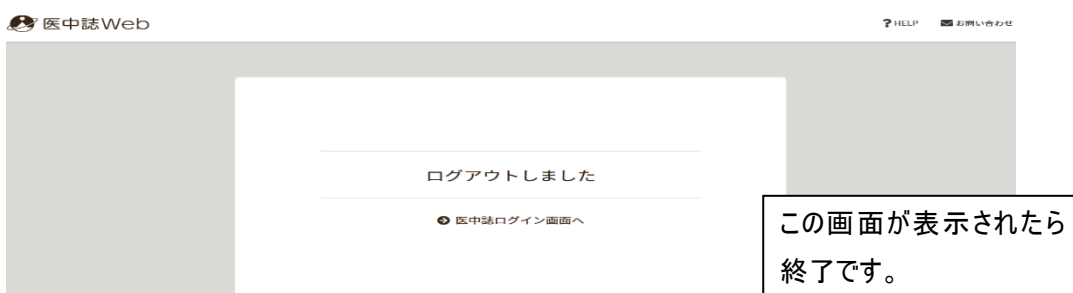 医中誌Web
? HELP お問い合わせ
ログアウトしました
医中誌ログイン画面へ
この画面が表示されたら
終了です。